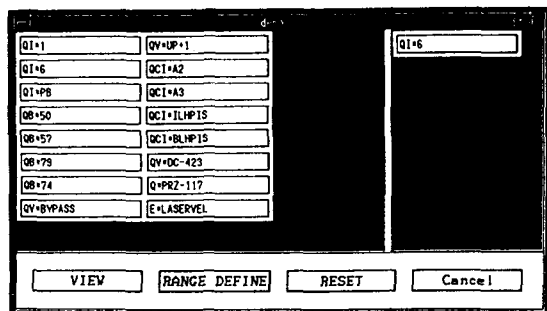 QI*1
QV*UP+1
QI*6
QI*6
QCI*A2
QI*PB
QCI*A3
QB*50
QCI*ILHPIS
QB*57
QCI*BLHPIS
QB*79
QV*DC-423
QB*74
Q*PRZ-117
QV*BYPASS
E*LASERVEL
VIEW
RANGE DEFINE
RESET
Cancel